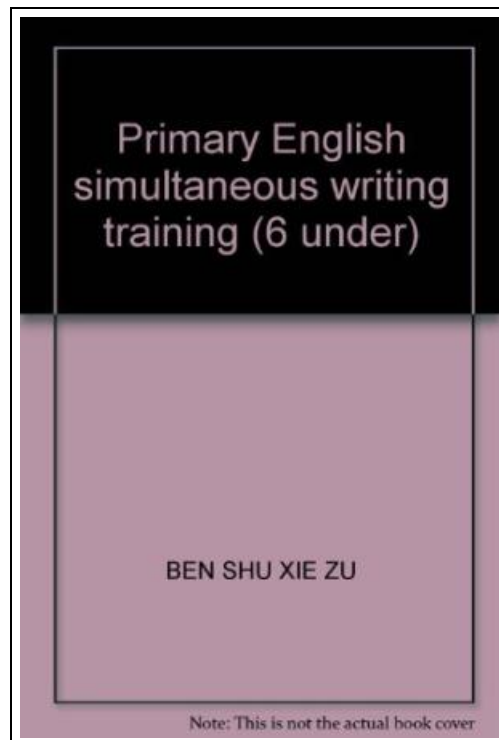 Primary English
simultaneous writing
training (6 under)
BEN SHU XIE ZU
Note: This is not the actual book cover